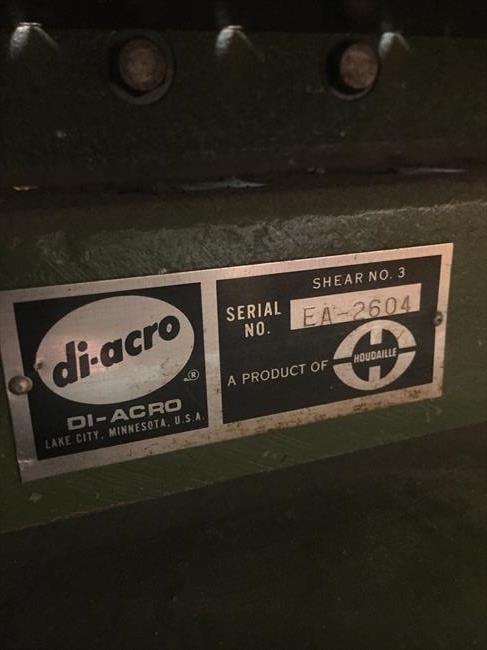 di-acro
®
DI-ACRO
LAKE CITY, MINNESOTA, U.S.A.
SHEAR NO. 3
SERIAL NO. EA-2604
A PRODUCT OF HOUDAILLE
H